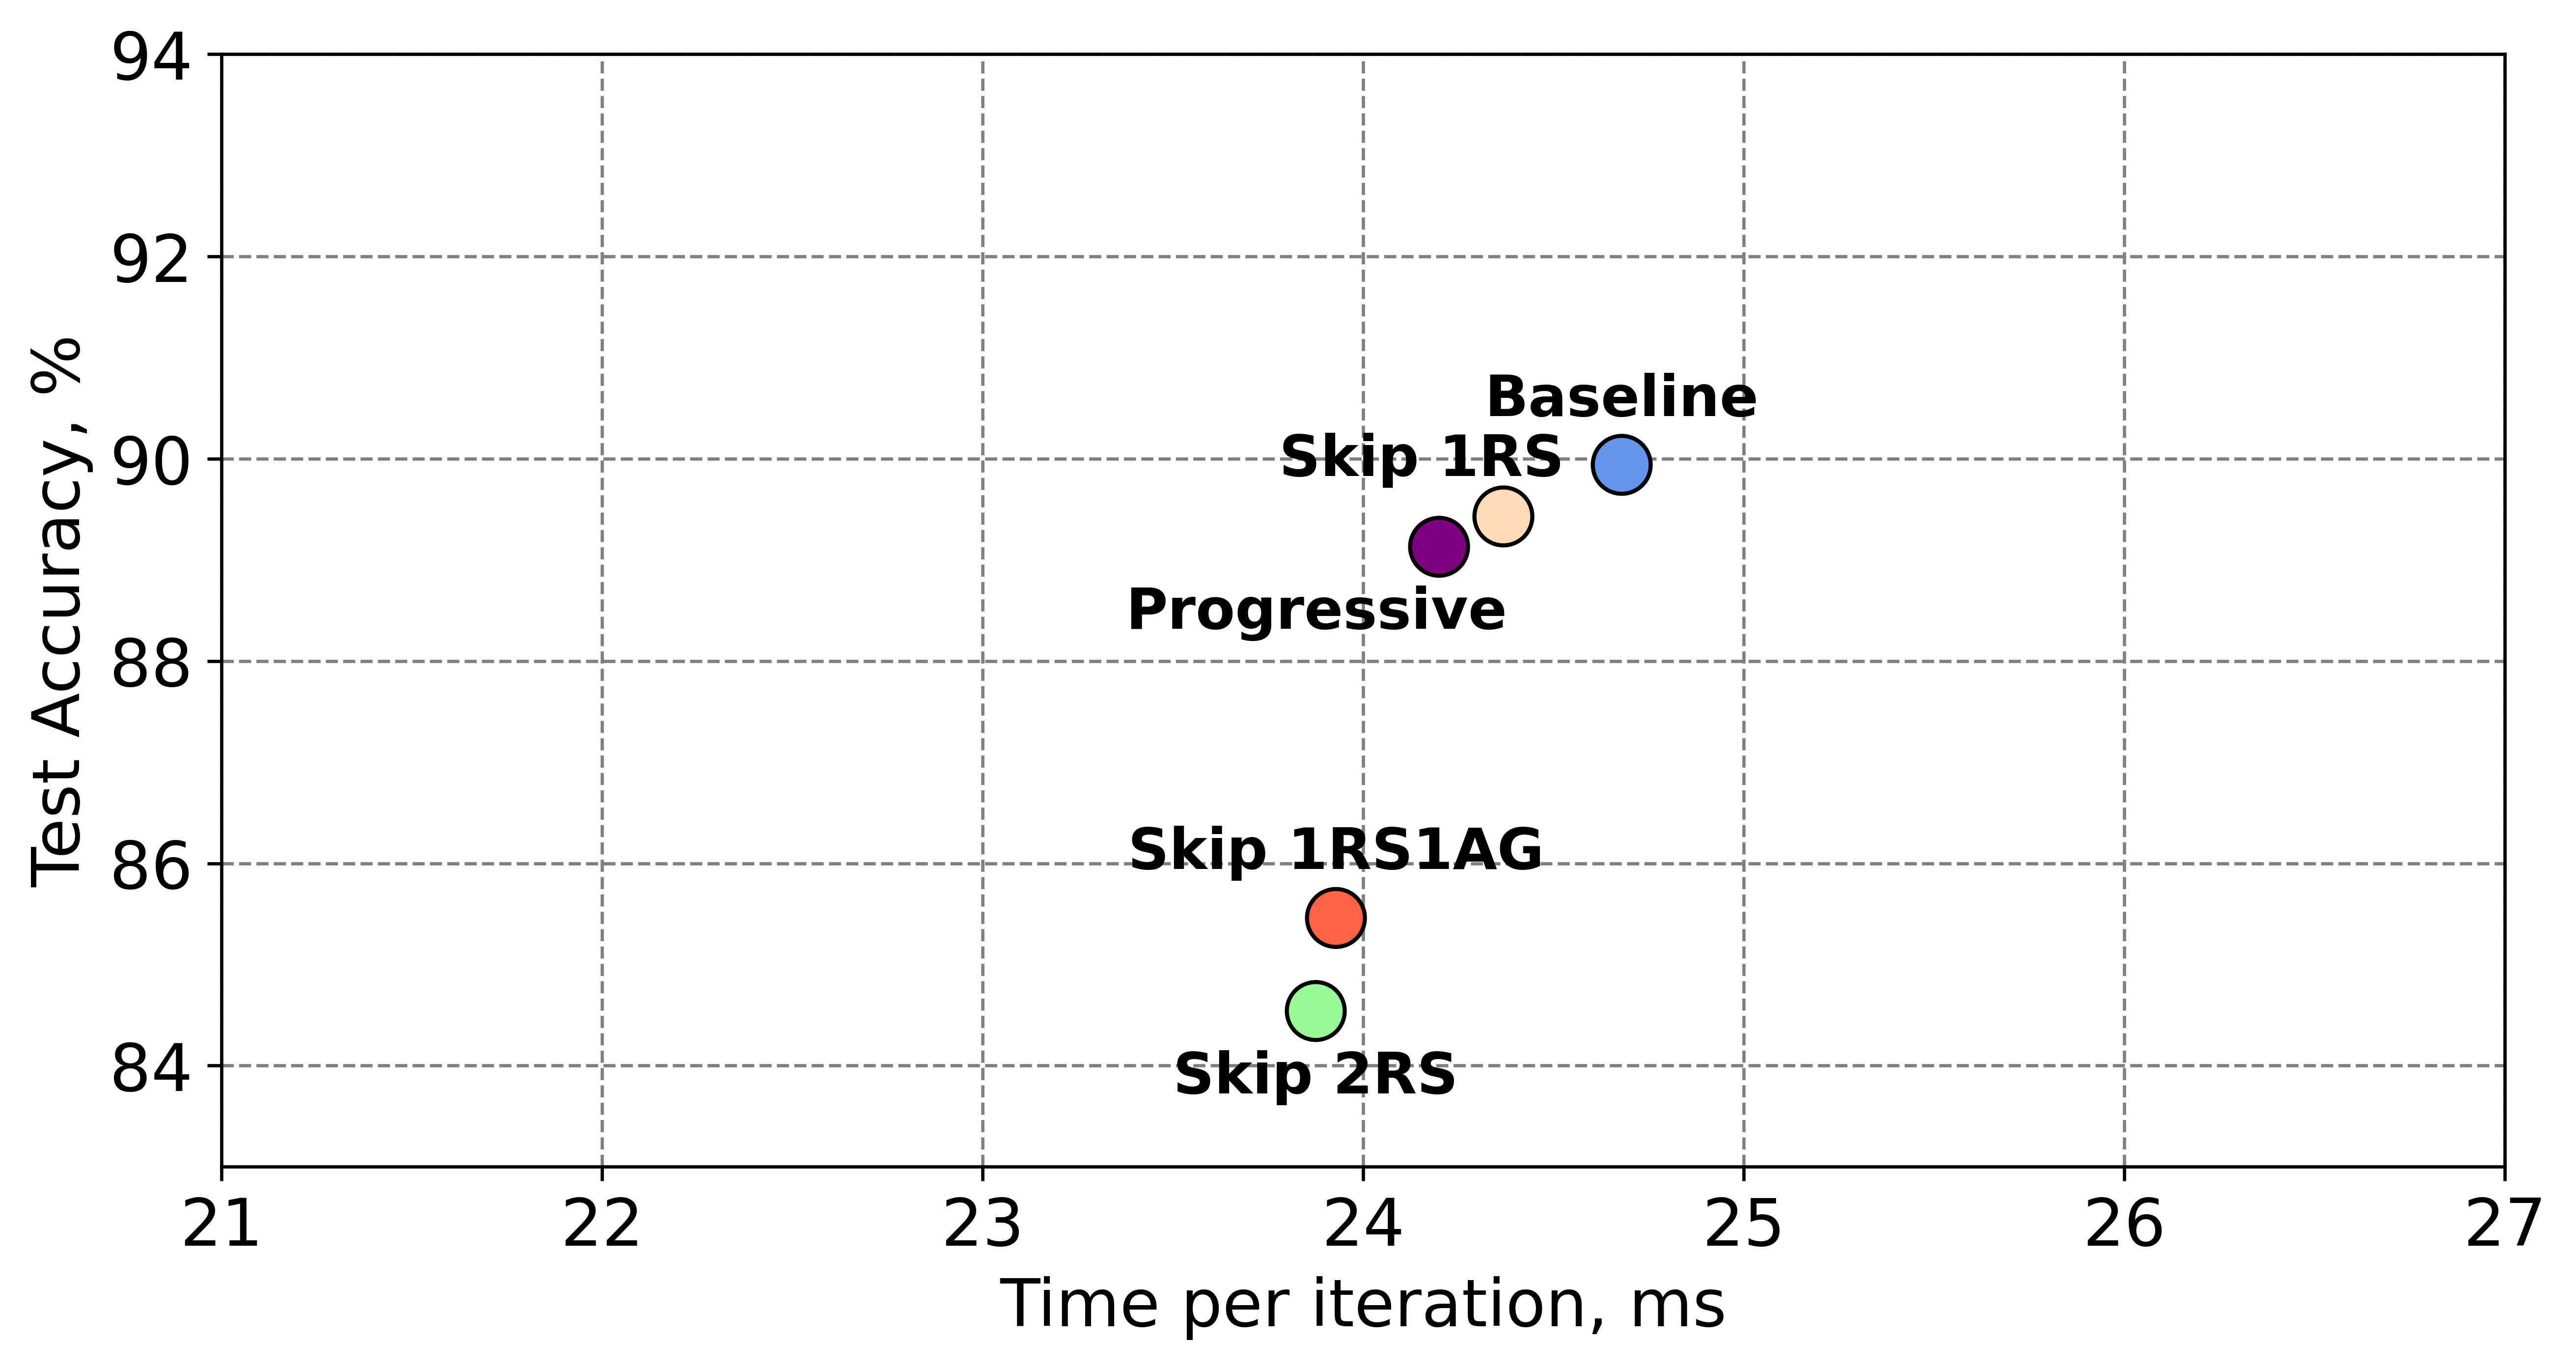 94
92
90
88
86
84
Test Accuracy, %
Baseline
Skip 1RS
Progressive
Skip 1RS1AG
Skip 2RS
21 22 23 24 25 26 27
Time per iteration, ms